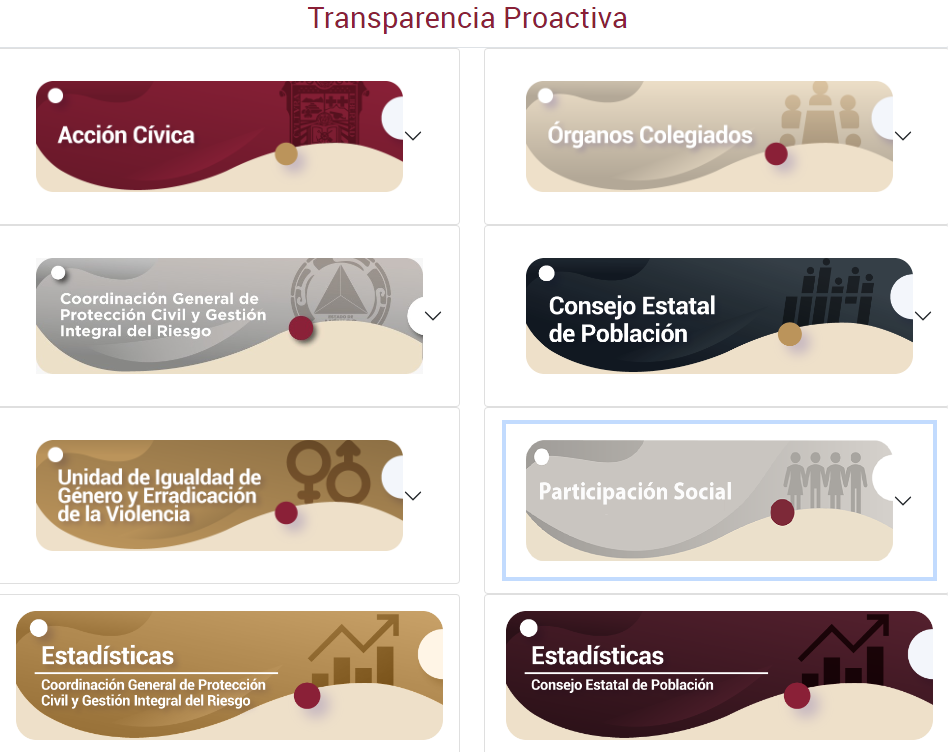 Transparencia Proactiva
Acción Cívica
Órganos Colegiados
Coordinación General de
Protección Civil y Gestión
Integral del Riesgo
Consejo Estatal
de Población
Unidad de Igualdad de
Género y Erradicación
de la Violencia
Participación Social
Estadísticas
Coordinación General de Protección
Civil y Gestión Integral del Riesgo
Estadísticas
Consejo Estatal de Población